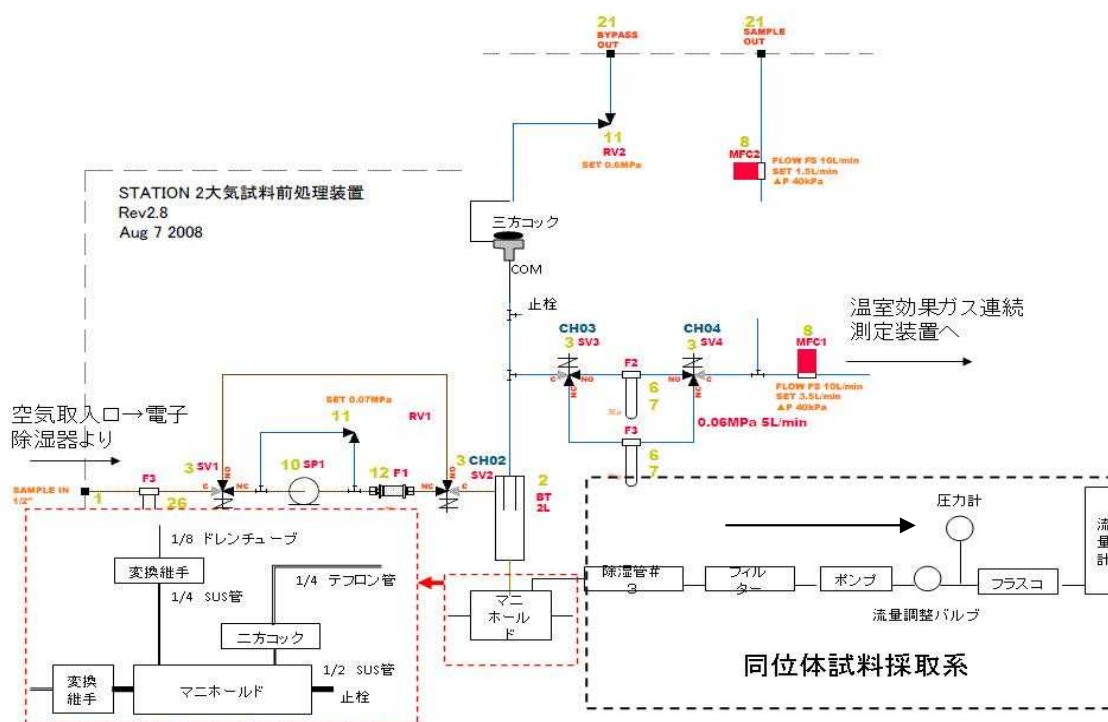 21
BYPASS
OUT
21
SAMPLE
OUT
11
RV2
SET 0.6MPa
8
MFC2
FLOW FS 10L/min
SET 1.5L/min
▲P 40kPa
STATION 2大気試料前処理装置
Rev2.8
Aug 7 2008
三方コック
COM
止栓
CH03
3 SV3
C
NO
NC
F2
6
7
CH04
3 SV4
NO
C
NC
8
MFC1
FLOW FS 10L/min
SET 3.5L/min
▲P 40kPa
温室効果ガス連続
測定装置へ
0.06MPa 5L/min
F3
6
7
空気取入口→電子
除湿器より
SAMPLE IN
1/2"
1
F3
26
3 SV1
C
NO
NC
SET 0.07MPa
11
RV1
10 SP1
12 F1
3 CH02
SV2
NO
NC
C
2
BT
2L
1/8 ドレンチューブ
変換継手
1/4 SUS管
1/4 テフロン管
二方コック
1/2 SUS管
変換
継手
マニホールド
止栓
マニ
ホール
ド
除湿管#
3
フィル
ター
ポンプ
流量調整バルブ
圧力計
フラスコ
流
量
計
同位体試料採取系